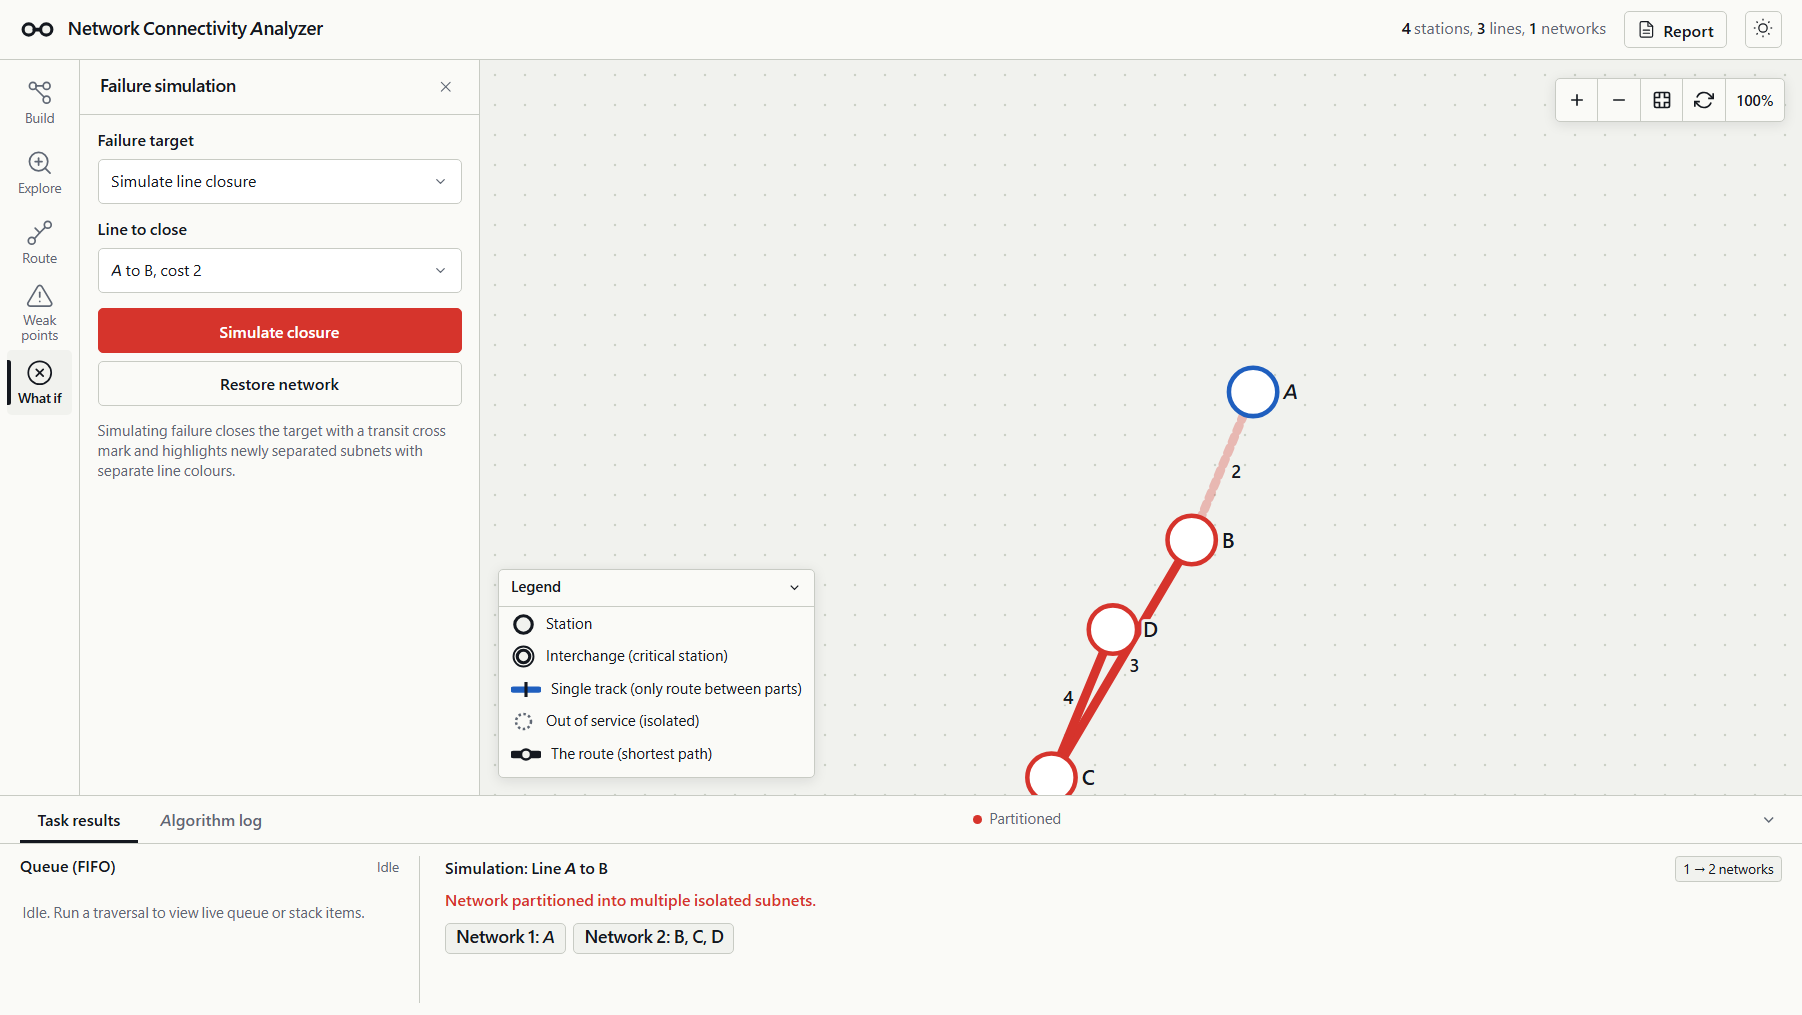 Network Connectivity Analyzer
4 stations, 3 lines, 1 networks
Report
Build
Explore
Route
Weak
points
What if
Failure simulation
Failure target
Simulate line closure
Line to close
A to B, cost 2
Simulate closure
Restore network
Simulating failure closes the target with a transit cross
mark and highlights newly separated subnets with
separate line colours.
100%
A
2
B
D
3
4
C
Legend
Station
Interchange (critical station)
Single track (only route between parts)
Out of service (isolated)
The route (shortest path)
Task results
Algorithm log
Partitioned
Queue (FIFO)
Idle
Idle. Run a traversal to view live queue or stack items.
Simulation: Line A to B
1 → 2 networks
Network partitioned into multiple isolated subnets.
Network 1: A
Network 2: B, C, D